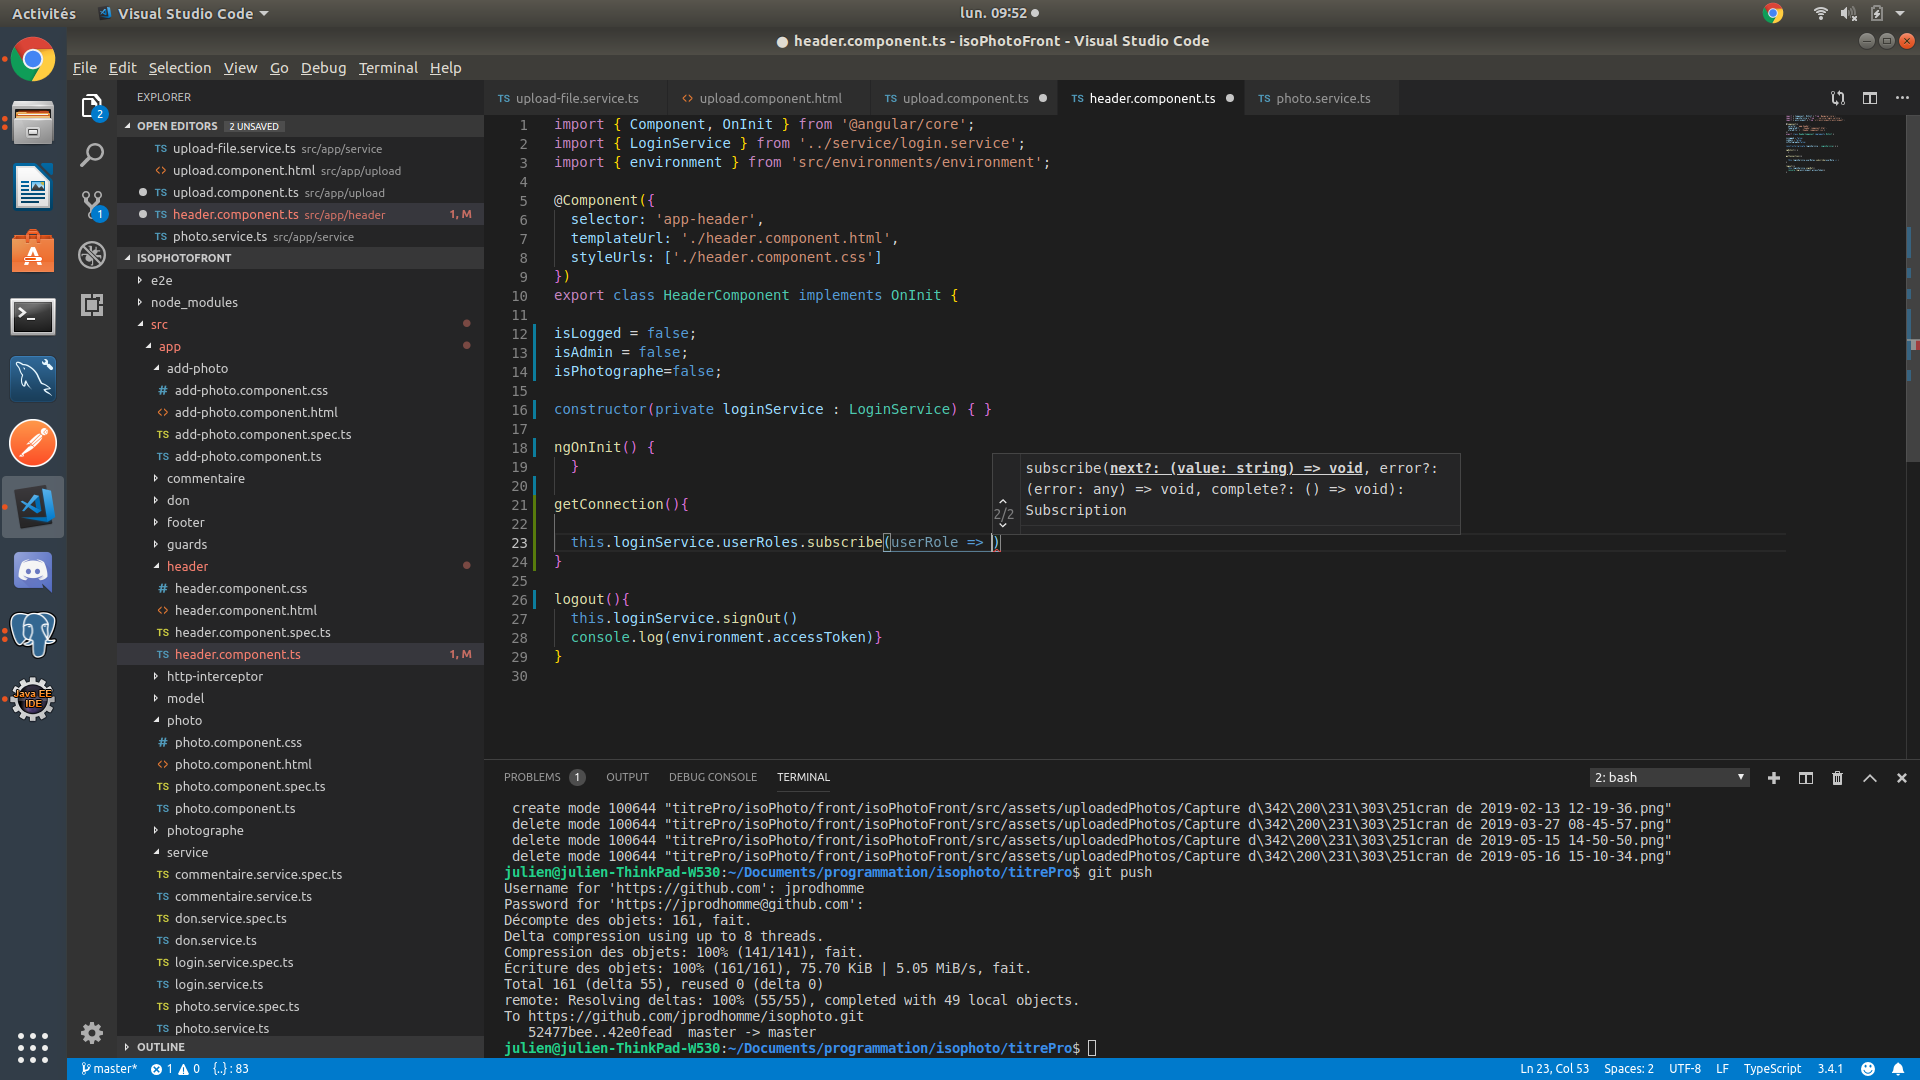 Activités
Visual Studio Code
lun. 09:52
● header.component.ts - isoPhotoFront - Visual Studio Code
File Edit Selection View Go Debug Terminal Help
EXPLORER
OPEN EDITORS 2 UNSAVED
TS upload-file.service.ts src/app/service
<> upload.component.html src/app/upload
TS upload.component.ts src/app/upload
TS header.component.ts src/app/header 1, M
TS photo.service.ts src/app/service
ISOPHOTOFRONT
e2e
node_modules
src
app
add-photo
# add-photo.component.css
<> add-photo.component.html
TS add-photo.component.spec.ts
TS add-photo.component.ts
commentaire
don
footer
guards
header
# header.component.css
<> header.component.html
TS header.component.spec.ts
TS header.component.ts 1, M
http-interceptor
model
photo
# photo.component.css
<> photo.component.html
TS photo.component.spec.ts
TS photo.component.ts
photographe
service
TS commentaire.service.spec.ts
TS commentaire.service.ts
TS don.service.spec.ts
TS don.service.ts
TS login.service.spec.ts
TS login.service.ts
TS photo.service.spec.ts
TS photo.service.ts
OUTLINE
2
1
Java EE
IDE
TS upload-file.service.ts <> upload.component.html TS upload.component.ts TS header.component.ts TS photo.service.ts
1 import { Component, OnInit } from '@angular/core';
2 import { LoginService } from '../service/login.service';
3 import { environment } from 'src/environments/environment';
4
5 @Component({
6 selector: 'app-header',
7 templateUrl: './header.component.html',
8 styleUrls: ['./header.component.css']
9 })
10 export class HeaderComponent implements OnInit {
11
12 isLogged = false;
13 isAdmin = false;
14 isPhotographe=false;
15
16 constructor(private loginService : LoginService) { }
17
18 ngOnInit() {
19 }
20
21 getConnection(){
22
23 this.loginService.userRoles.subscribe(userRole => )
24 }
25
26 logout(){
27 this.loginService.signOut()
28 console.log(environment.accessToken)}
29 }
30
2/2
subscribe(next?: (value: string) => void, error?:
(error: any) => void, complete?: () => void):
Subscription
PROBLEMS 1 OUTPUT DEBUG CONSOLE TERMINAL 2: bash
create mode 100644 "titrePro/isoPhoto/front/isoPhotoFront/src/assets/uploadedPhotos/Capture d\342\200\231\303\251cran de 2019-02-13 12-19-36.png"
delete mode 100644 "titrePro/isoPhoto/front/isoPhotoFront/src/assets/uploadedPhotos/Capture d\342\200\231\303\251cran de 2019-03-27 08-45-57.png"
delete mode 100644 "titrePro/isoPhoto/front/isoPhotoFront/src/assets/uploadedPhotos/Capture d\342\200\231\303\251cran de 2019-05-15 14-50-50.png"
delete mode 100644 "titrePro/isoPhoto/front/isoPhotoFront/src/assets/uploadedPhotos/Capture d\342\200\231\303\251cran de 2019-05-16 15-10-34.png"
julien@julien-ThinkPad-W530:~/Documents/programmation/isophoto/titrePro$ git push
Username for 'https://github.com': jprodhomme
Password for 'https://jprodhomme@github.com':
Décompte des objets: 161, fait.
Delta compression using up to 8 threads.
Compression des objets: 100% (141/141), fait.
Écriture des objets: 100% (161/161), 75.70 KiB | 5.05 MiB/s, fait.
Total 161 (delta 55), reused 0 (delta 0)
remote: Resolving deltas: 100% (55/55), completed with 49 local objects.
To https://github.com/jprodhomme/isophoto.git
52477bee..42e0fead master -> master
julien@julien-ThinkPad-W530:~/Documents/programmation/isophoto/titrePro$
master* 1 0 {..} : 83 Ln 23, Col 53 Spaces: 2 UTF-8 LF TypeScript 3.4.1